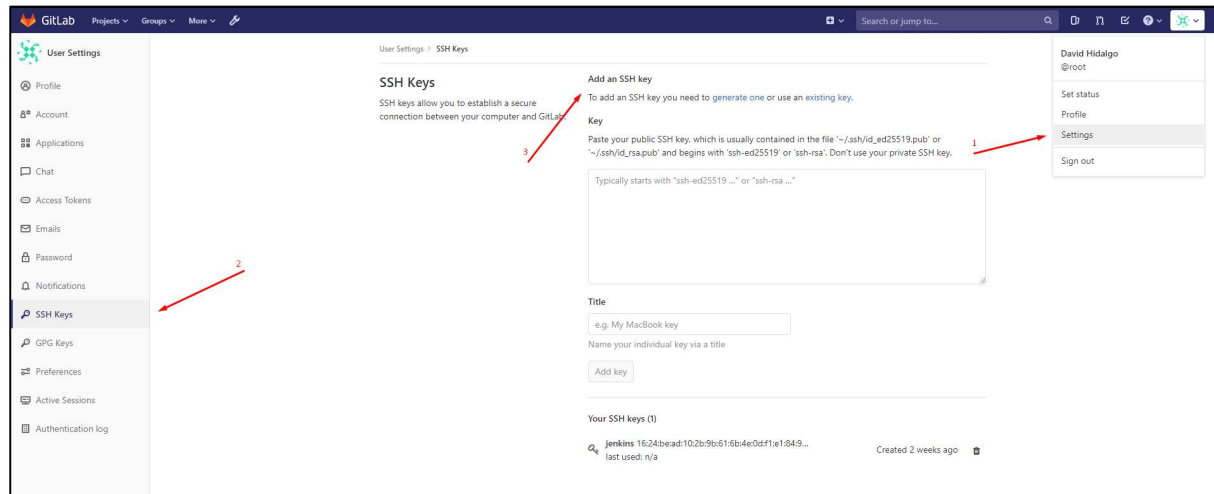 GitLab Projects Groups More Search or jump to...
User Settings
Profile
Account
Applications
Chat
Access Tokens
Emails
Password
Notifications
SSH Keys
GPG Keys
Preferences
Active Sessions
Authentication log
User Settings > SSH Keys
SSH Keys
SSH keys allow you to establish a secure
connection between your computer and GitLab.
Add an SSH key
To add an SSH key you need to generate one or use an existing key.
Key
Paste your public SSH key, which is usually contained in the file '~/.ssh/id_ed25519.pub' or
'~/.ssh/id_rsa.pub' and begins with 'ssh-ed25519' or 'ssh-rsa'. Don't use your private SSH key.
Typically starts with "ssh-ed25519 ..." or "ssh-rsa ..."
Title
e.g. My MacBook key
Name your individual key via a title
Add key
Your SSH keys (1)
jenkins 16:24:be:ad:10:2b:9b:61:6b:4e:0d:f1:e1:84:9...
last used: n/a
Created 2 weeks ago
David Hidalgo
@root
Set status
Profile
Settings
Sign out
1
2
3